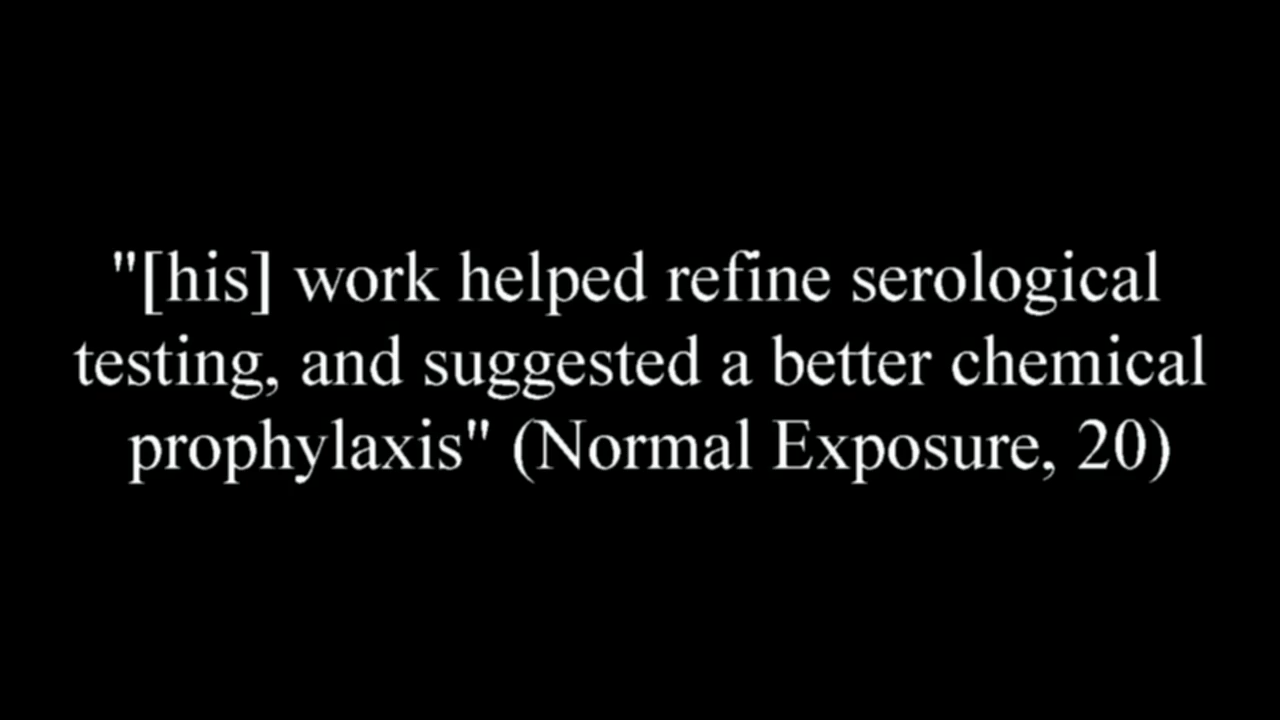 "[his] work helped refine serological
testing, and suggested a better chemical
prophylaxis" (Normal Exposure, 20)